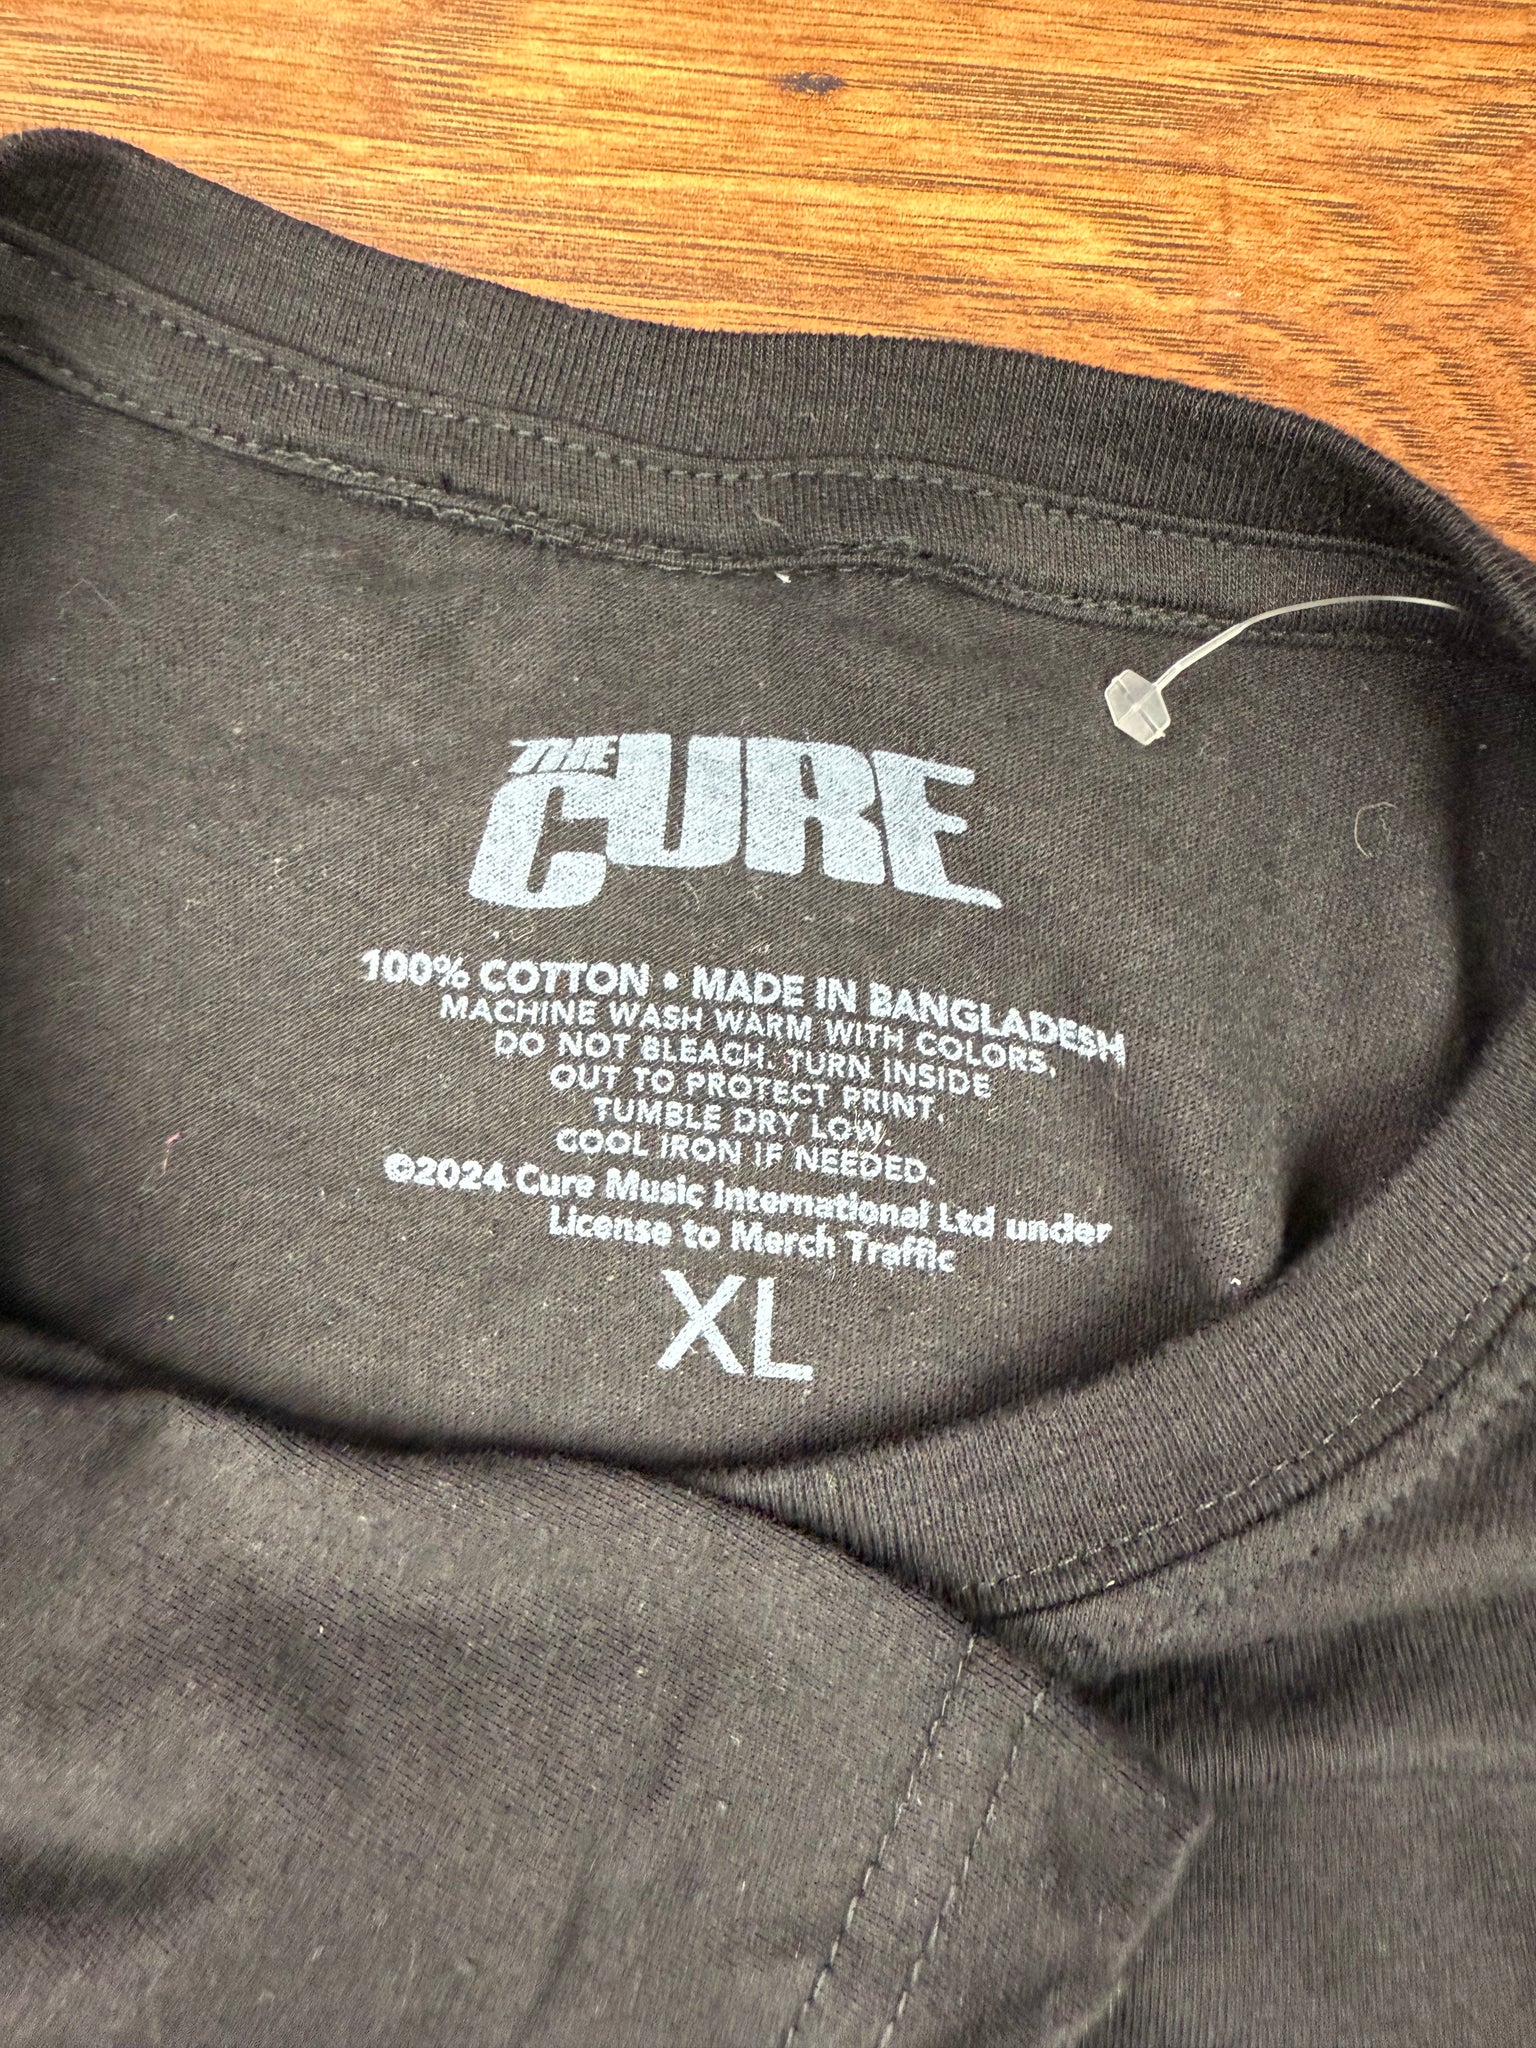 THE
CURE
100% COTTON • MADE IN BANGLADESH
MACHINE WASH WARM WITH COLORS,
DO NOT BLEACH. TURN INSIDE
OUT TO PROTECT PRINT,
TUMBLE DRY LOW.
COOL IRON IF NEEDED.
©2024 Cure Music International Ltd under
License to Merch Traffic
XL